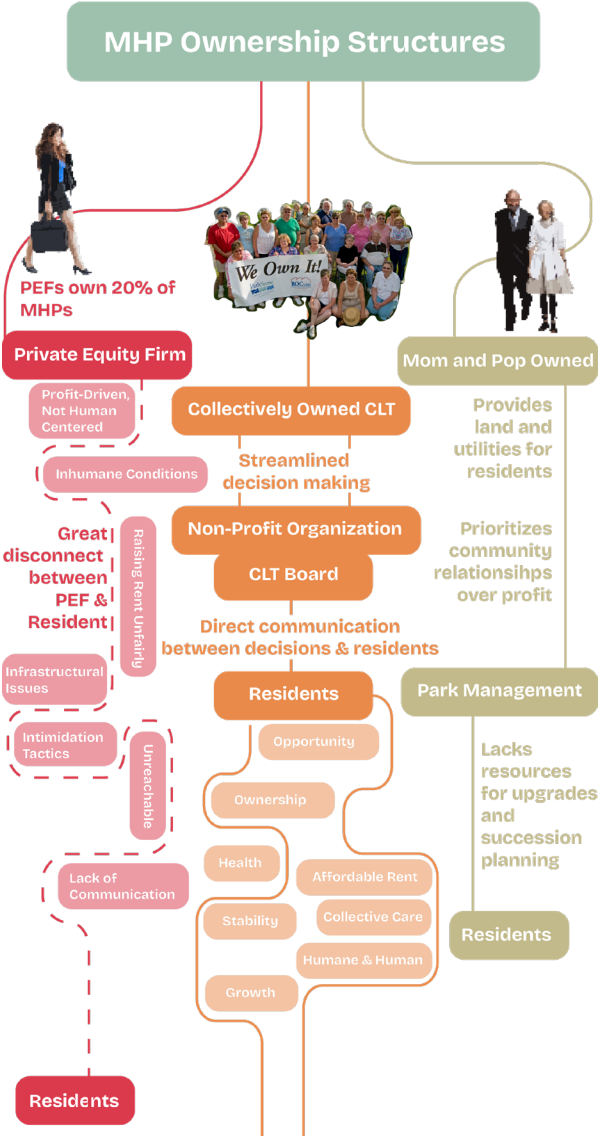 MHP Ownership Structures
PEFs own 20% of
MHPs
Private Equity Firm
Profit-Driven,
Not Human
Centered
Inhumane Conditions
Great
disconnect
between
PEF &
Resident
Raising Rent Unfairly
Infrastructural
Issues
Intimidation
Tactics
Unreachable
Lack of
Communication
Residents
We Own It!
Collectively Owned CLT
Streamlined
decision making
Non-Profit Organization
CLT Board
Direct communication
between decisions & residents
Residents
Opportunity
Ownership
Health
Affordable Rent
Stability
Collective Care
Humane & Human
Growth
Mom and Pop Owned
Provides
land and
utilities for
residents
Prioritizes
community
relationsihps
over profit
Park Management
Lacks
resources
for upgrades
and
succession
planning
Residents